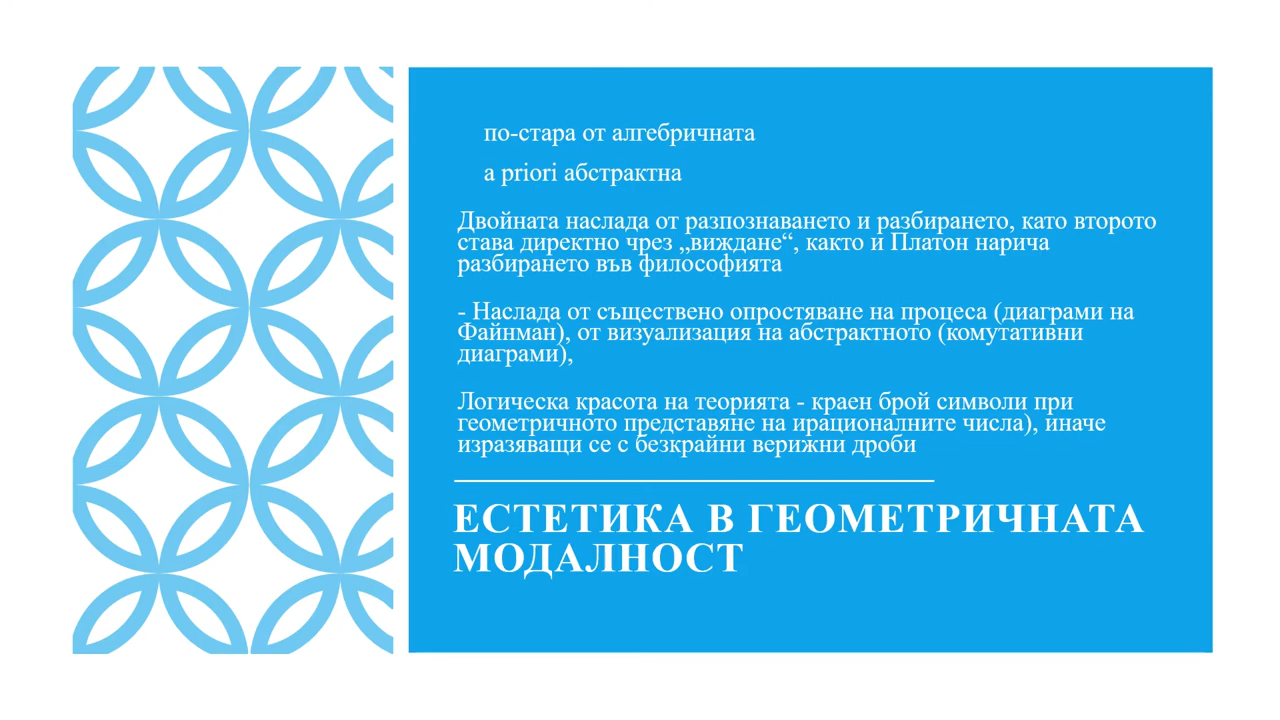 по-стара от алгебричната
a priori абстрактна
Двойната наслада от разпознаването и разбирането, като второто
става директно чрез „виждане“, както и Платон нарича
разбирането във философията
- Наслада от съществено опростяване на процеса (диаграми на
Файнман), от визуализация на абстрактното (комутативни
диаграми),
Логическа красота на теорията - краен брой символи при
геометричното представяне на ирационалните числа), иначе
изразяващи се с безкрайни верижни дроби
ЕСТЕТИКА В ГЕОМЕТРИЧНАТА
МОДАЛНОСТ